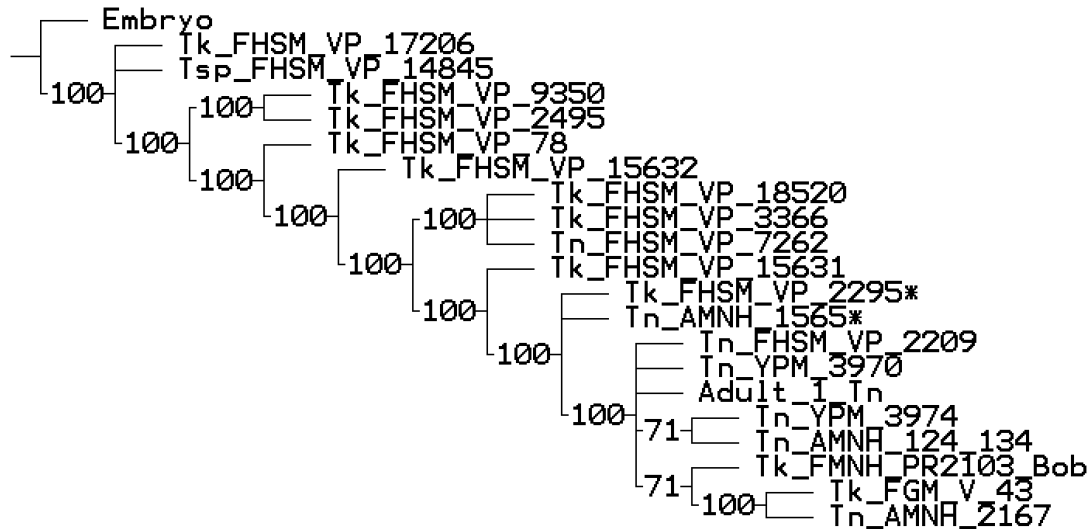 Embryo
Tk_FHSM_VP_17206
Tsp_FHSM_VP_14845
100
Tk_FHSM_VP_9350
100
Tk_FHSM_VP_2495
100
Tk_FHSM_VP_78
Tk_FHSM_VP_15632
100
Tk_FHSM_VP_18520
100
100
Tk_FHSM_VP_3366
Tn_FHSM_VP_7262
100
Tk_FHSM_VP_15631
Tk_FHSM_VP_2295*
100
Tn_AMNH_1565*
Tn_FHSM_VP_2209
100
Tn_YPM_3970
Adult_1_Tn
100
Tn_YPM_3974
71
Tn_AMNH_124_134
Tk_FMNH_PR2103_Bob
71
Tk_FGM_V_43
100
Tn_AMNH_2167